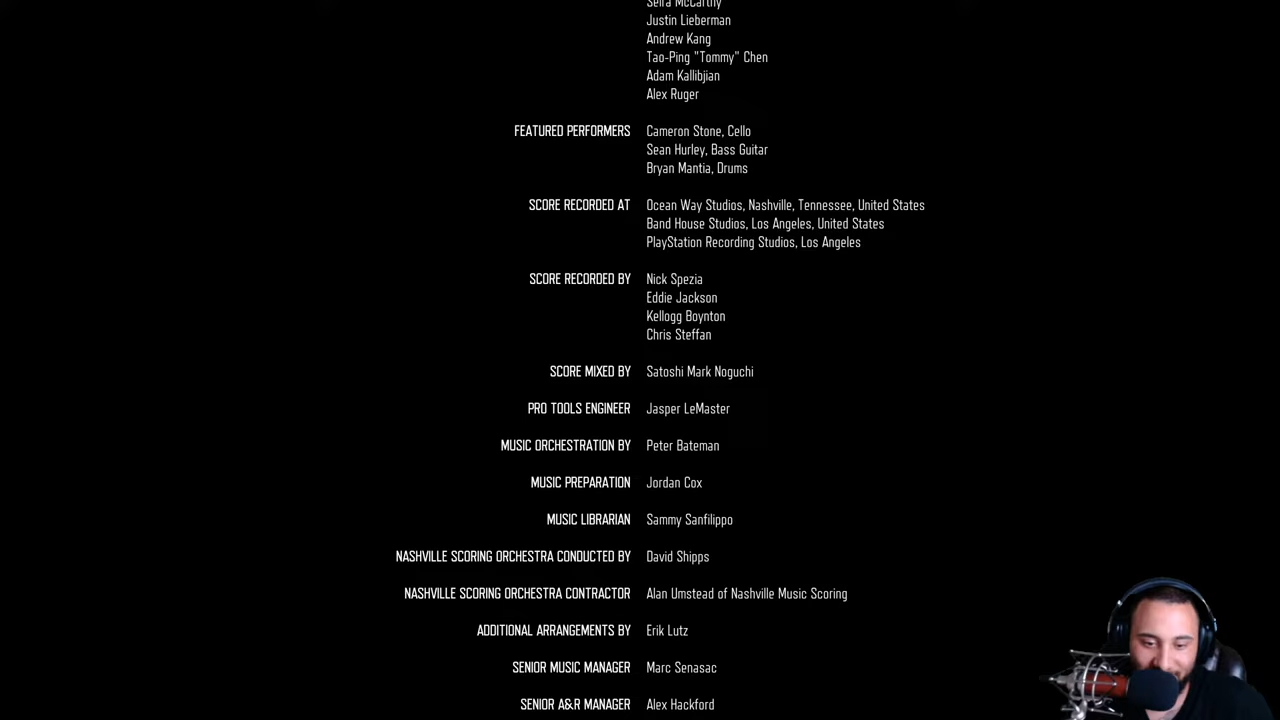 Seira McCarthy
Justin Lieberman
Andrew Kang
Tao-Ping "Tommy" Chen
Adam Kallibjian
Alex Ruger
FEATURED PERFORMERS Cameron Stone, Cello
Sean Hurley, Bass Guitar
Bryan Mantia, Drums
SCORE RECORDED AT Ocean Way Studios, Nashville, Tennessee, United States
Band House Studios, Los Angeles, United States
PlayStation Recording Studios, Los Angeles
SCORE RECORDED BY Nick Spezia
Eddie Jackson
Kellogg Boynton
Chris Steffan
SCORE MIXED BY Satoshi Mark Noguchi
PRO TOOLS ENGINEER Jasper LeMaster
MUSIC ORCHESTRATION BY Peter Bateman
MUSIC PREPARATION Jordan Cox
MUSIC LIBRARIAN Sammy Sanfilippo
NASHVILLE SCORING ORCHESTRA CONDUCTED BY David Shipps
NASHVILLE SCORING ORCHESTRA CONTRACTOR Alan Umstead of Nashville Music Scoring
ADDITIONAL ARRANGEMENTS BY Erik Lutz
SENIOR MUSIC MANAGER Marc Senasac
SENIOR A&R MANAGER Alex Hackford